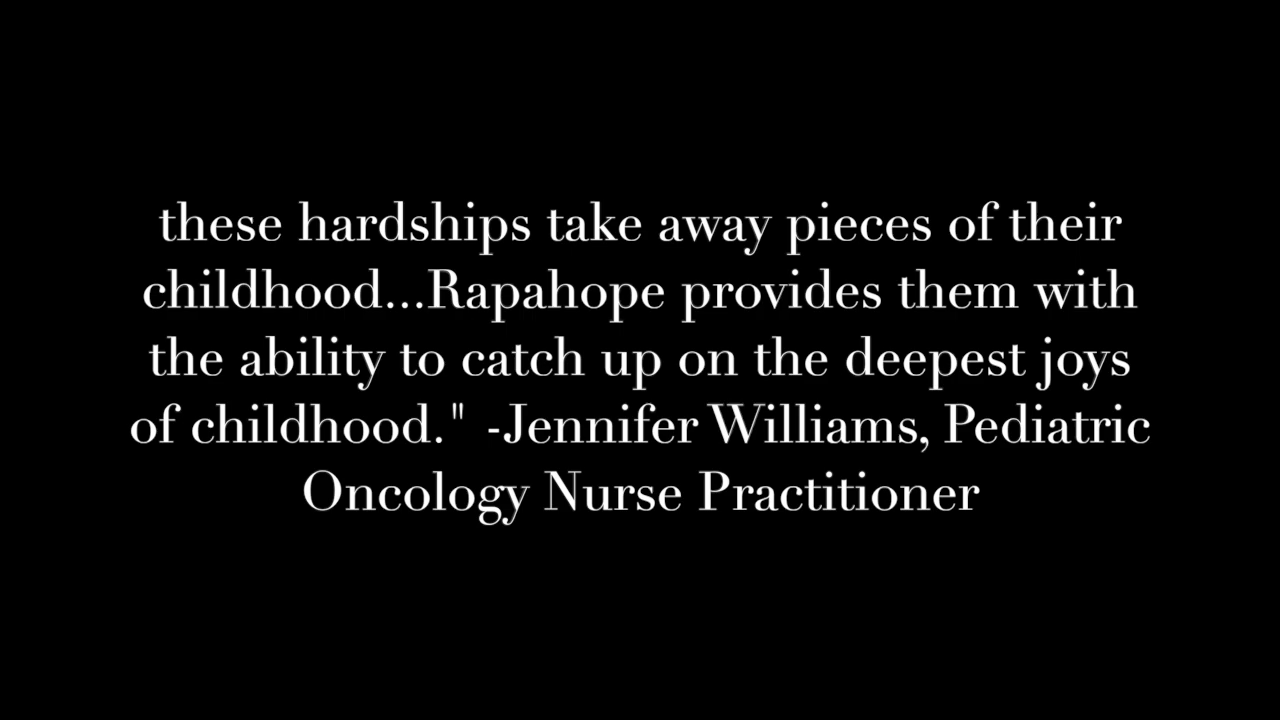 these hardships take away pieces of their
childhood...Rapahope provides them with
the ability to catch up on the deepest joys
of childhood." -Jennifer Williams, Pediatric
Oncology Nurse Practitioner